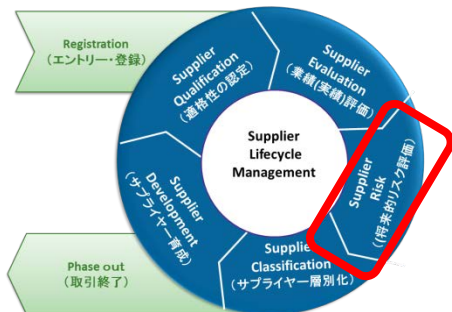 Registration
(エントリー・登録)
Supplier
Qualification
(適格性の認定)
Supplier
Evaluation
(業績(実績)評価)
Supplier
Lifecycle
Management
Supplier
Risk
((将来的リスク評価)
Supplier
Development
(サプライヤー育成)
Supplier
Classification
(サプライヤー層別化)
Phase out
(取引終了)